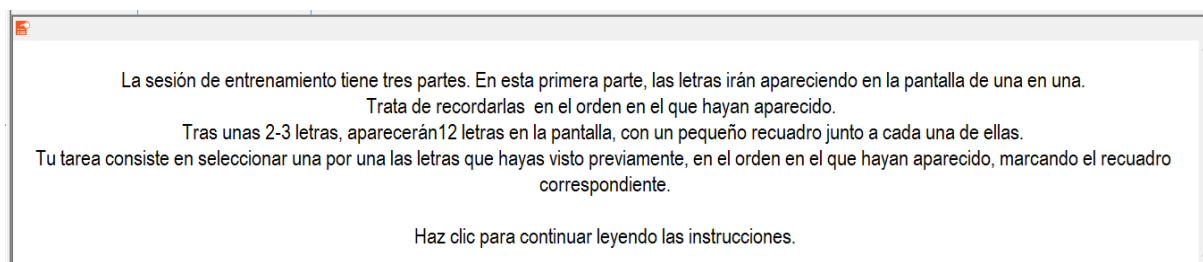 La sesión de entrenamiento tiene tres partes. En esta primera parte, las letras irán apareciendo en la pantalla de una en una.
Trata de recordarlas  en el orden en el que hayan aparecido.
Tras unas 2-3 letras, aparecerán12 letras en la pantalla, con un pequeño recuadro junto a cada una de ellas.
Tu tarea consiste en seleccionar una por una las letras que hayas visto previamente, en el orden en el que hayan aparecido, marcando el recuadro
correspondiente.
Haz clic para continuar leyendo las instrucciones.